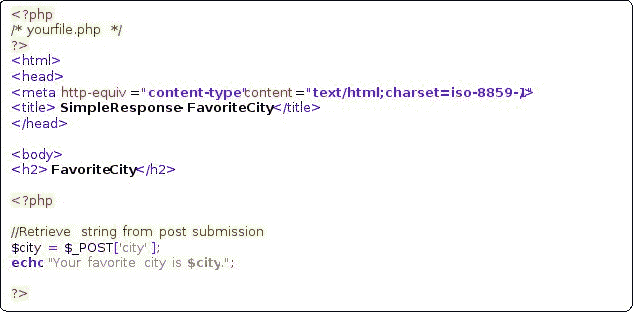 <?php
/* yourfile.php */
?>
<html>
<head>
<meta http-equiv="content-type" content="text/html;charset=iso-8859-1">
<title> SimpleResponse - FavoriteCity</title>
</head>
<body>
<h2> FavoriteCity</h2>
<?php
//Retrieve string from post submission
$city = $_POST['city' ];
echo "Your favorite city is $city.";
?>